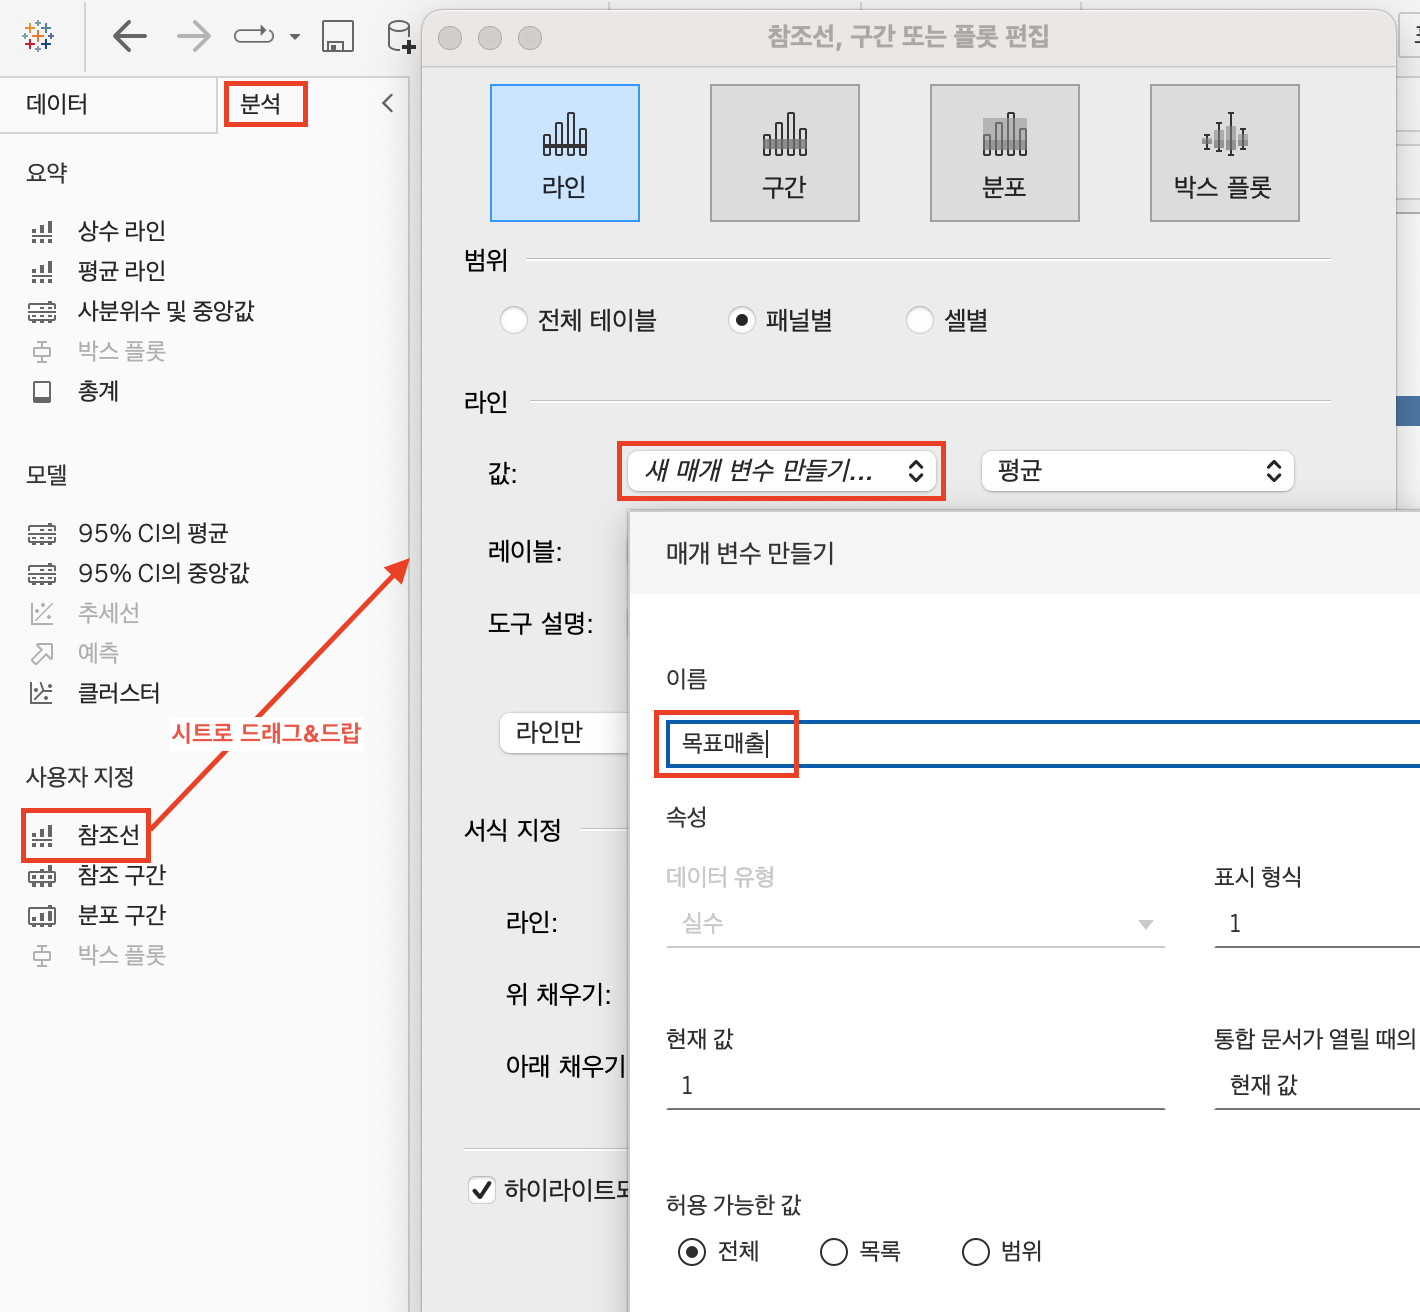 참조선, 구간 또는 플롯 편집
데이터
분석
요약
상수 라인
평균 라인
사분위수 및 중앙값
박스 플롯
총계
모델
95% CI의 평균
95% CI의 중앙값
추세선
예측
클러스터
시트로 드래그&드랍
사용자 지정
참조선
참조 구간
분포 구간
박스 플롯
라인
구간
분포
박스 플롯
범위
전체 테이블
패널별
셀별
라인
값:
새 매개 변수 만들기...
평균
레이블:
도구 설명:
라인만
서식 지정
라인:
위 채우기:
아래 채우기
하이라이트되
매개 변수 만들기
이름
목표매출
속성
데이터 유형
실수
표시 형식
1
현재 값
1
통합 문서가 열릴 때의
현재 값
허용 가능한 값
전체
목록
범위